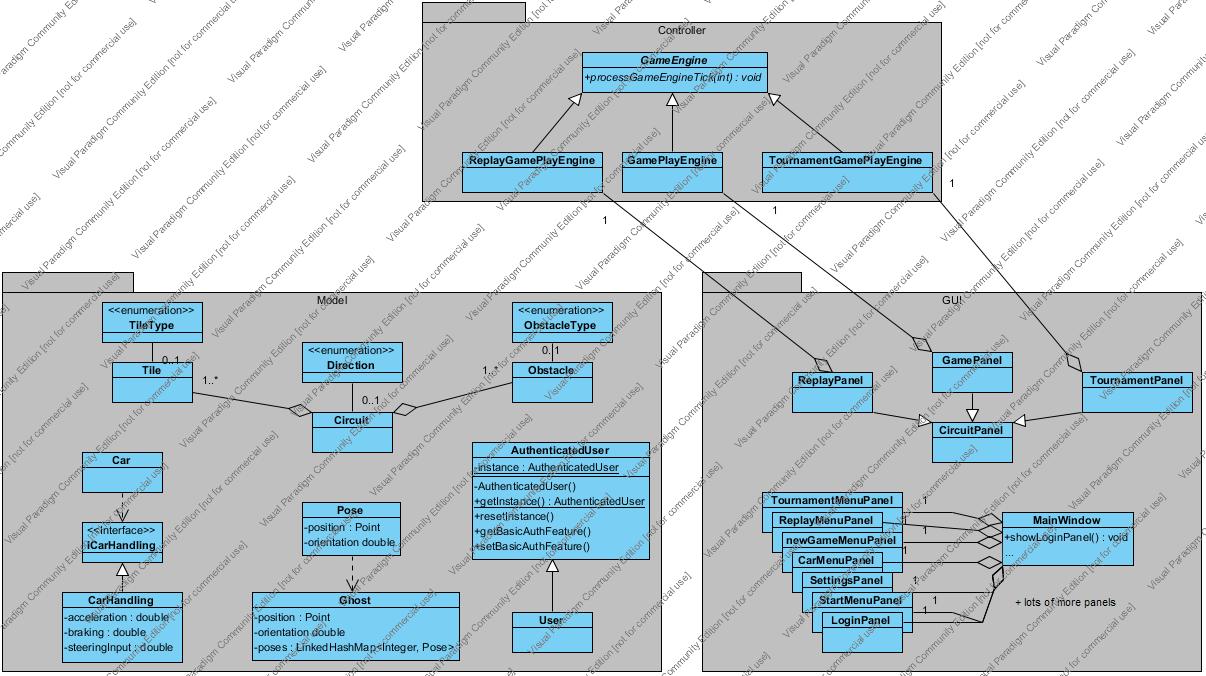 Controller
GameEngine
+processGameEngineTick(int) : void
ReplayGamePlayEngine
GamePlayEngine
TournamentGamePlayEngine
1
1
1
Model
<<enumeration>>
TileType
0..1
Tile
1..*
<<enumeration>>
Direction
0..1
Circuit
<<enumeration>>
ObstacleType
0..1
Obstacle
1..*
Car
<<Interface>>
ICarHandling
CarHandling
-acceleration : double
-braking : double
-steeringInput : double
Pose
-position : Point
-orientation double
Ghost
-position : Point
-orientation double
-poses : LinkedHashMap<Integer, Pose>
AuthenticatedUser
-instance : AuthenticatedUser
-AuthenticatedUser()
+getInstance() : AuthenticatedUser
+resetInstance()
+getBasicAuthFeature()
+setBasicAuthFeature()
User
GUI
ReplayPanel
GamePanel
TournamentPanel
CircuitPanel
TournamentMenuPanel
1
ReplayMenuPanel
1
newGameMenuPanel
1
CarMenuPanel
SettingsPanel
1
StartMenuPanel
1
LoginPanel
1
MainWindow
+showLoginPanel() : void
...
+ lots of more panels
Visual Paradigm Community Edition [not for commercial use]